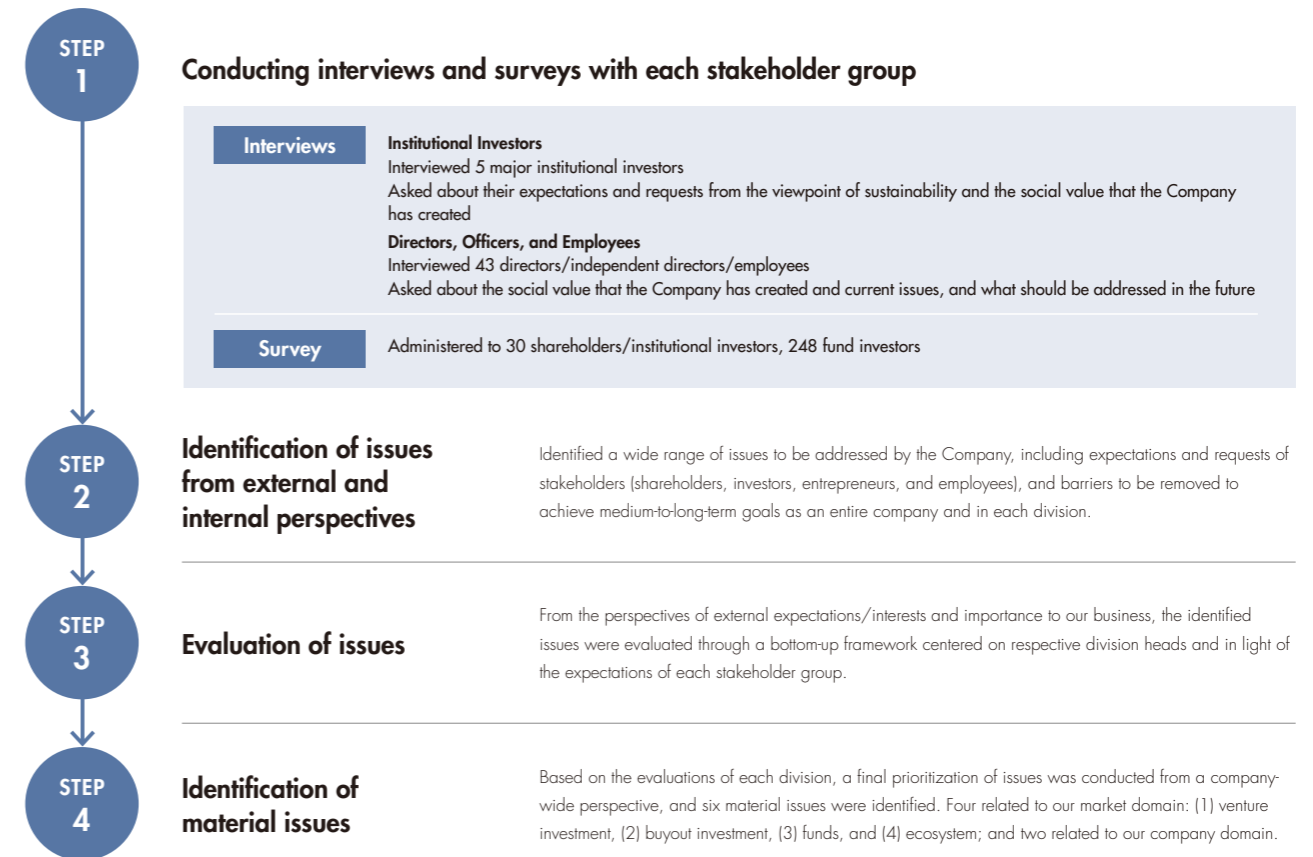 STEP
1
Conducting interviews and surveys with each stakeholder group
Interviews
Institutional Investors
Interviewed 5 major institutional investors
Asked about their expectations and requests from the viewpoint of sustainability and the social value that the Company
has created
Directors, Officers, and Employees
Interviewed 43 directors/independent directors/employees
Asked about the social value that the Company has created and current issues, and what should be addressed in the future
Survey
Administered to 30 shareholders/institutional investors, 248 fund investors
STEP
2
Identification of issues
from external and
internal perspectives
Identified a wide range of issues to be addressed by the Company, including expectations and requests of
stakeholders (shareholders, investors, entrepreneurs, and employees), and barriers to be removed to
achieve medium-to-long-term goals as an entire company and in each division.
STEP
3
Evaluation of issues
From the perspectives of external expectations/interests and importance to our business, the identified
issues were evaluated through a bottom-up framework centered on respective division heads and in light of
the expectations of each stakeholder group.
STEP
4
Identification of
material issues
Based on the evaluations of each division, a final prioritization of issues was conducted from a company-
wide perspective, and six material issues were identified. Four related to our market domain: (1) venture
investment, (2) buyout investment, (3) funds, and (4) ecosystem; and two related to our company domain.